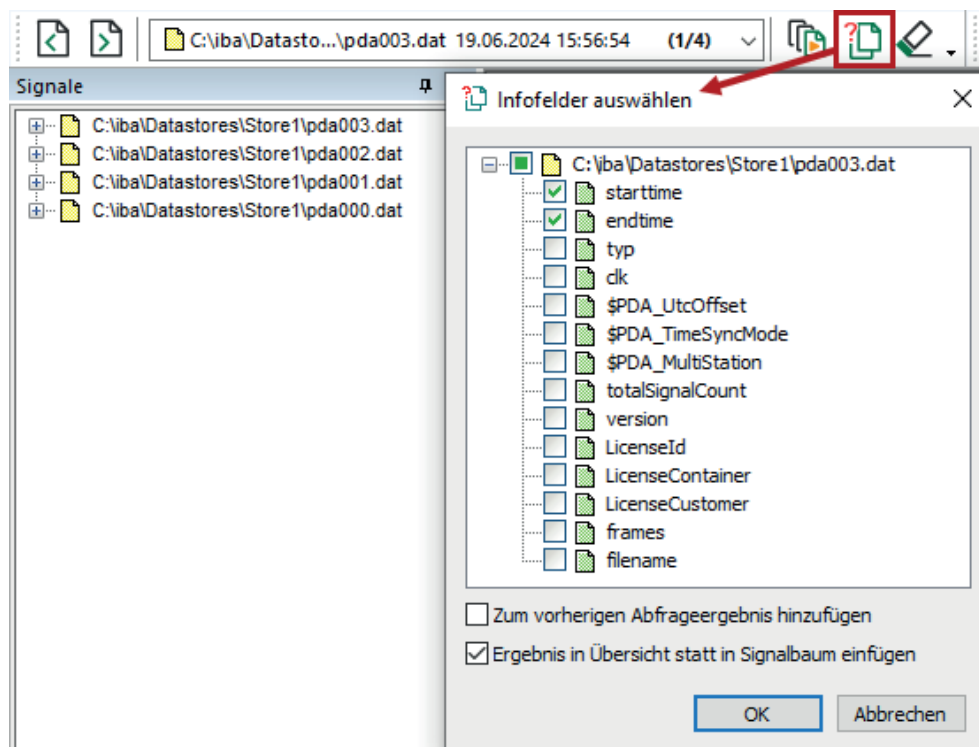 C:\iba\Datasto...\pda003.dat 19.06.2024 15:56:54 (1/4)
Signale
C:\iba\Datastores\Store1\pda003.dat
C:\iba\Datastores\Store1\pda002.dat
C:\iba\Datastores\Store1\pda001.dat
C:\iba\Datastores\Store1\pda000.dat
Infofelder auswählen
C:\iba\Datastores\Store1\pda003.dat
starttime
endtime
typ
clk
$PDA_UtcOffset
$PDA_TimeSyncMode
$PDA_MultiStation
totalSignalCount
version
LicenseId
LicenseContainer
LicenseCustomer
frames
filename
Zum vorherigen Abfrageergebnis hinzufügen
Ergebnis in Übersicht statt in Signalbaum einfügen
OK Abbrechen